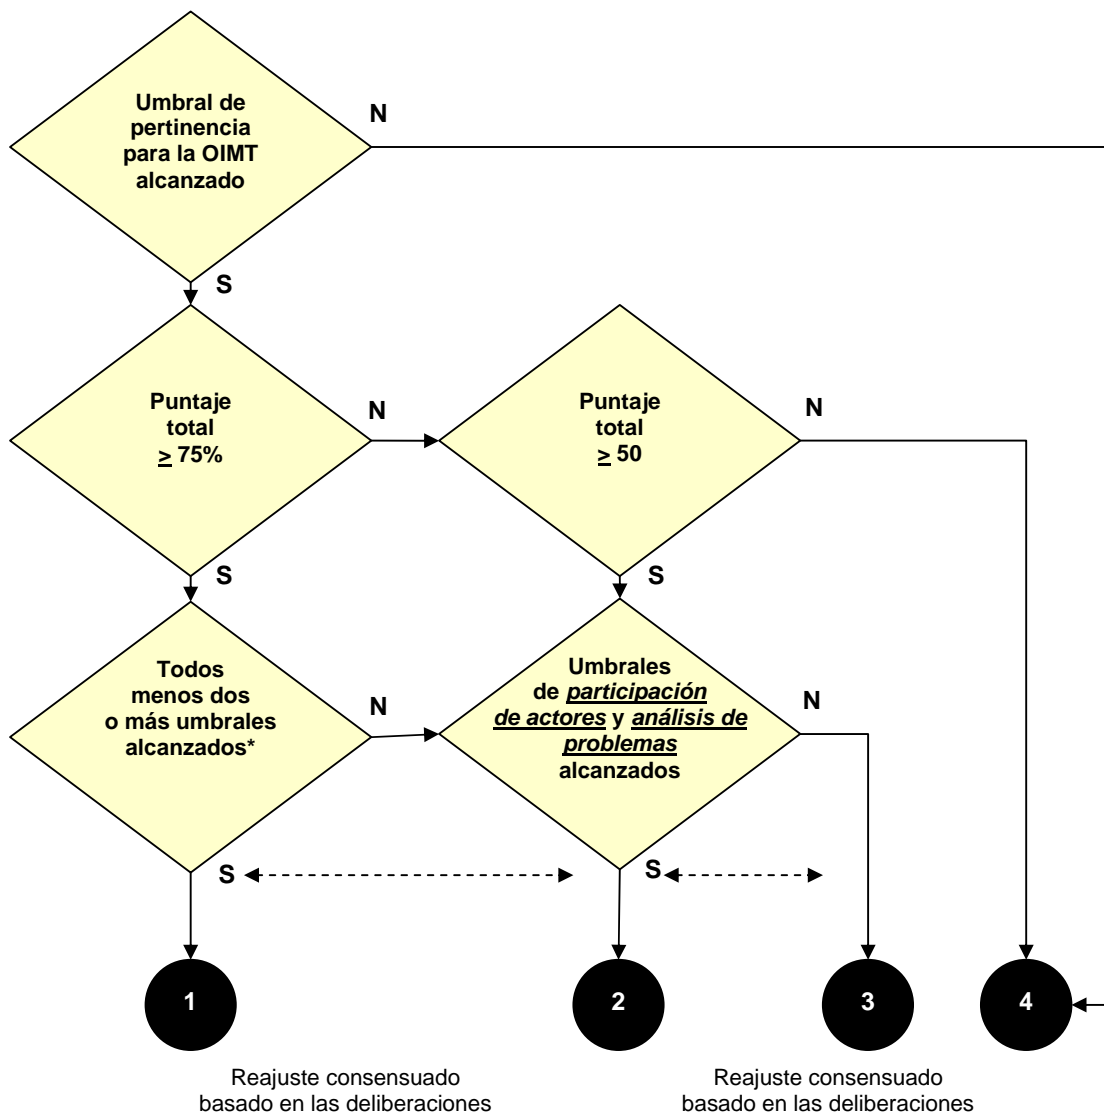 Umbral de
pertinencia
para la OIMT
alcanzado
N
S
Puntaje
total
≥ 75%
N
Puntaje
total
≥ 50
N
S
S
Todos
menos dos
o más umbrales
alcanzados*
N
Umbrales
de participación
de actores y análisis de
problemas
alcanzados
N
S
S
1
2
3
4
Reajuste consensuado
basado en las deliberaciones
Reajuste consensuado
basado en las deliberaciones